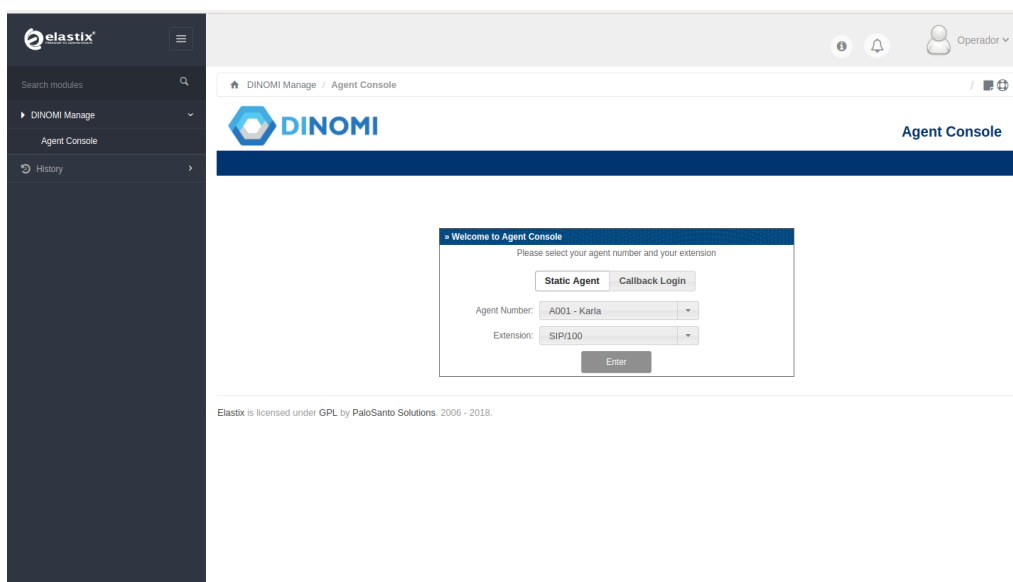 elastix
Operador
Search modules
DINOMI Manage / Agent Console
/
DINOMI Manage
Agent Console
History
DINOMI
Agent Console
» Welcome to Agent Console
Please select your agent number and your extension
Static Agent Callback Login
Agent Number: A001 - Karla
Extension: SIP/100
Enter
Elastix is licensed under GPL by PaloSanto Solutions. 2006 - 2018.